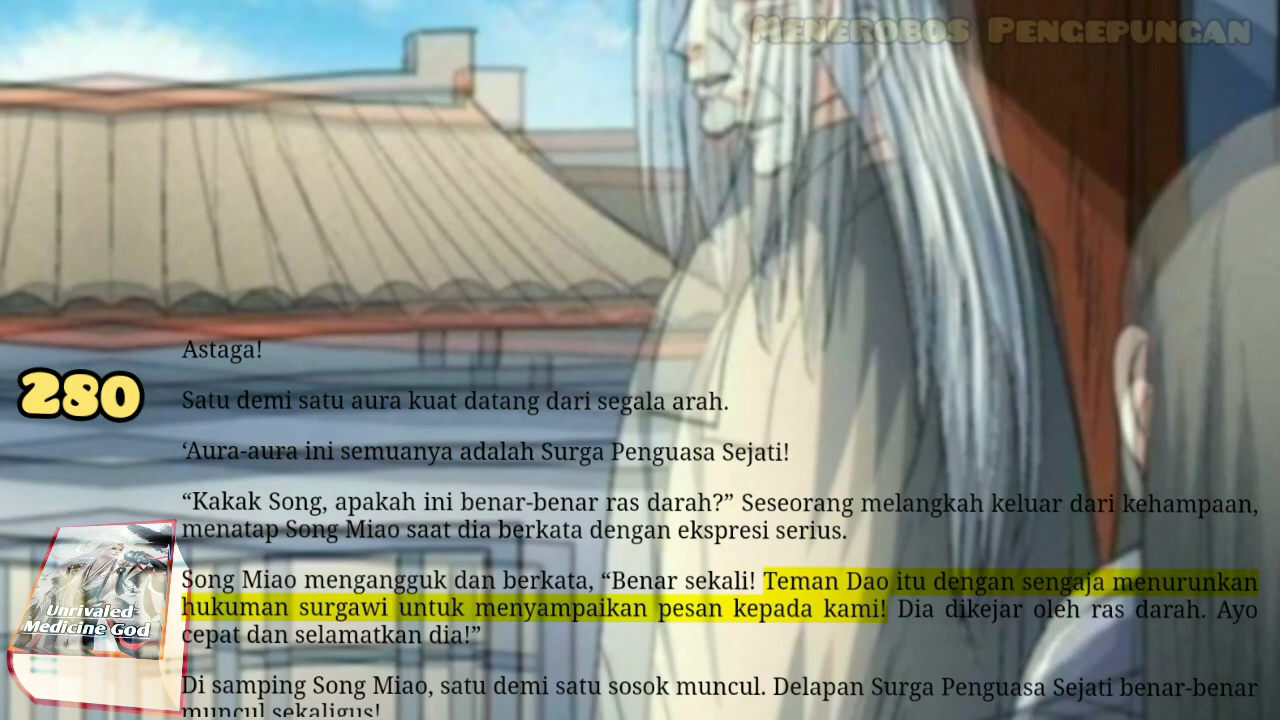 Menerobos Pengepungan
Astaga!
280
Satu demi satu aura kuat datang dari segala arah.
‘Aura-aura ini semuanya adalah Surga Penguasa Sejati!
“Kakak Song, apakah ini benar-benar ras darah?” Seseorang melangkah keluar dari kehampaan,
menatap Song Miao saat dia berkata dengan ekspresi serius.
Song Miao mengangguk dan berkata, “Benar sekali! Teman Dao itu dengan sengaja menurunkan
hukuman surgawi untuk menyampaikan pesan kepada kami! Dia dikejar oleh ras darah. Ayo
cepat dan selamatkan dia!”
Unrivaled
Medicine God
Di samping Song Miao, satu demi satu sosok muncul. Delapan Surga Penguasa Sejati benar-benar
muncul sekaligus!